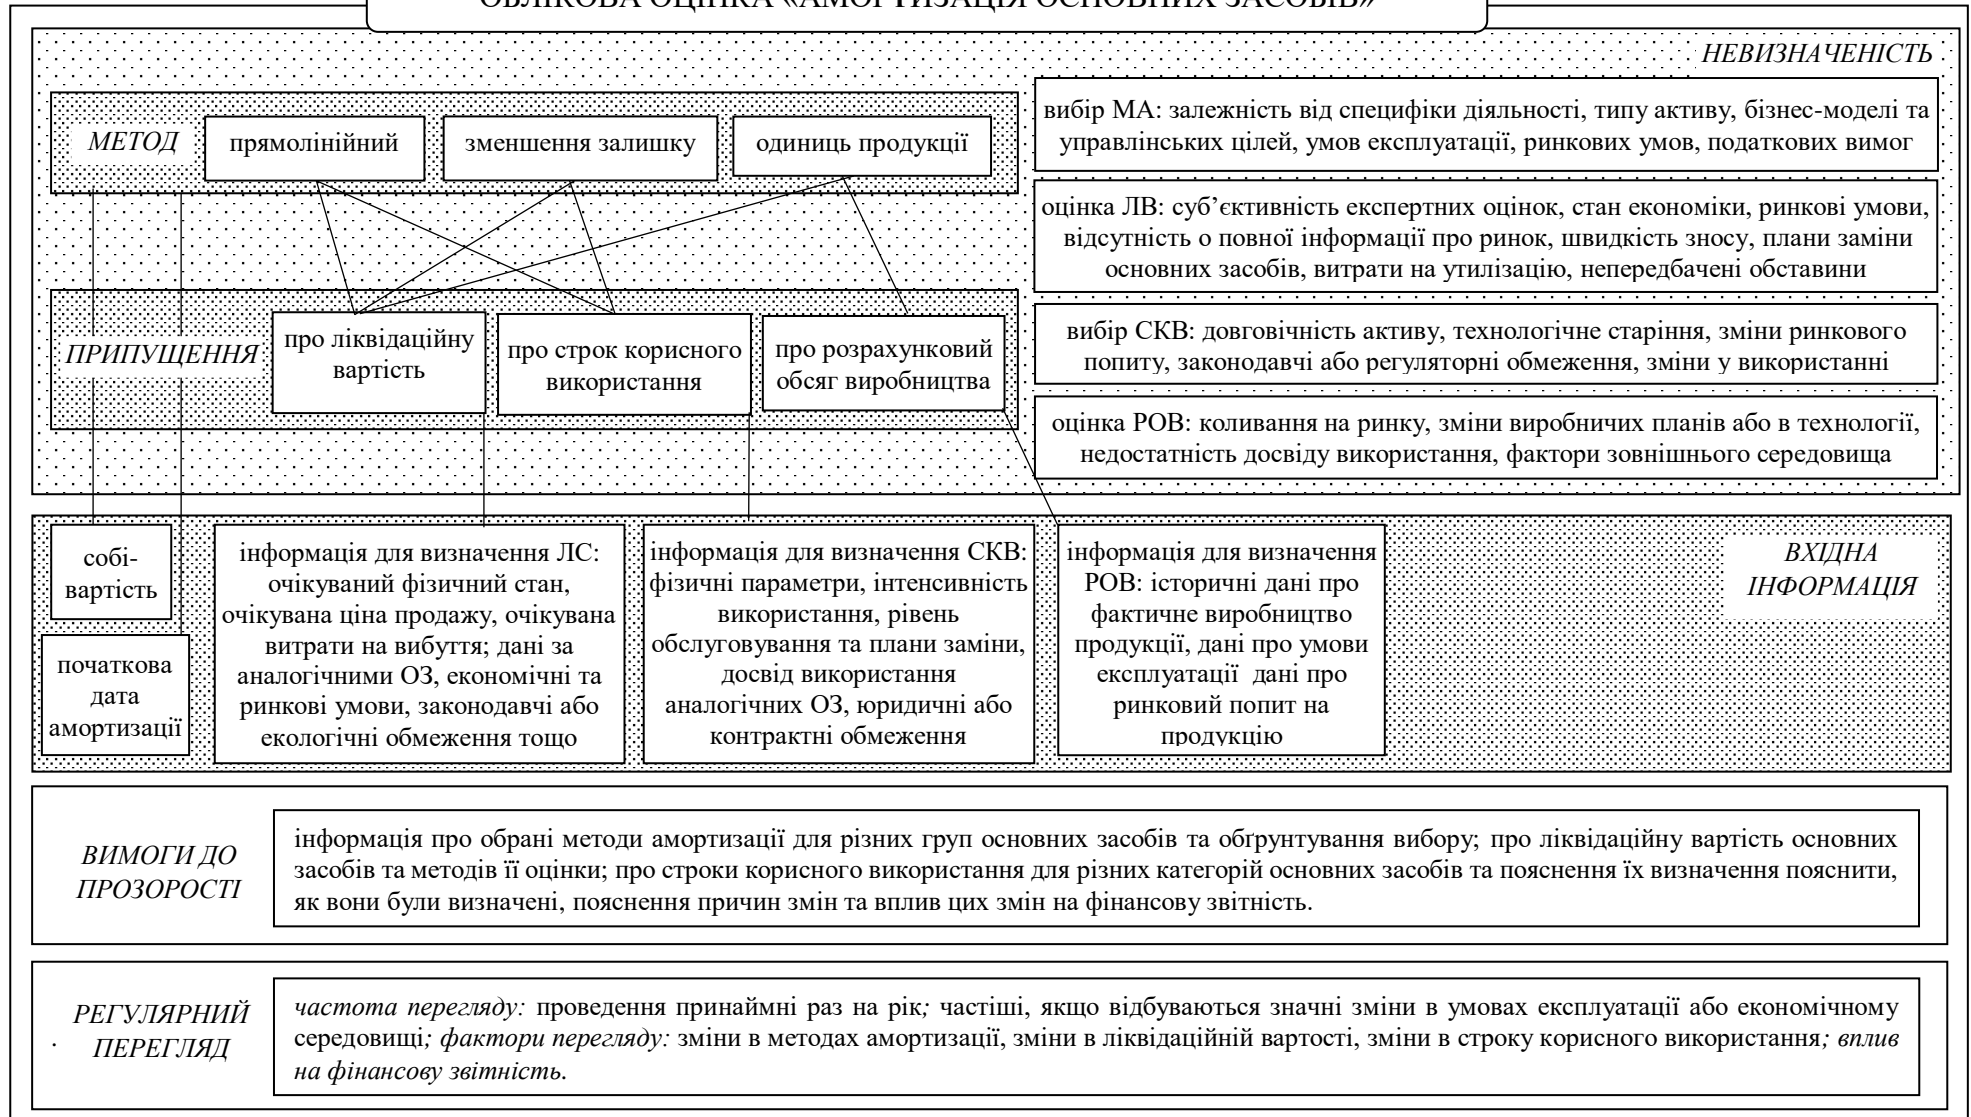 ОБЛІКОВА ОЦІНКА «АМОРТИЗАЦІЯ ОСНОВНИХ ЗАСОБІВ»
НЕВИЗНАЧЕНІСТЬ
МЕТОД
прямолінійний
зменшення залишку
одиниць продукції
вибір МА: залежність від специфіки діяльності, типу активу, бізнес-моделі та
управлінських цілей, умов експлуатації, ринкових умов, податкових вимог
оцінка ЛВ: суб’єктивність експертних оцінок, стан економіки, ринкові умови,
відсутність о повної інформації про ринок, швидкість зносу, плани заміни
основних засобів, витрати на утилізацію, непередбачені обставини
ПРИПУЩЕННЯ
про ліквідаційну
вартість
про строк корисного
використання
про розрахунковий
обсяг виробництва
вибір СКВ: довговічність активу, технологічне старіння, зміни ринкового
попиту, законодавчі або регуляторні обмеження, зміни у використанні
оцінка РОВ: коливання на ринку, зміни виробничих планів або в технології,
недостатність досвіду використання, фактори зовнішнього середовища
собі-
вартість
початкова
дата
амортизації
інформація для визначення ЛС:
очікуваний фізичний стан,
очікувана ціна продажу, очікувана
витрати на вибуття; дані за
аналогічними ОЗ, економічні та
ринкові умови, законодавчі або
екологічні обмеження тощо
інформація для визначення СКВ:
фізичні параметри, інтенсивність
використання, рівень
обслуговування та плани заміни,
досвід використання
аналогічних ОЗ, юридичні або
контрактні обмеження
інформація для визначення
РОВ: історичні дані про
фактичне виробництво
продукції, дані про умови
експлуатації  дані про
ринковий попит на
продукцію
ВХІДНА
ІНФОРМАЦІЯ
ВИМОГИ ДО
ПРОЗОРОСТІ
інформація про обрані методи амортизації для різних груп основних засобів та обґрунтування вибору; про ліквідаційну вартість основних
засобів та методів її оцінки; про строки корисного використання для різних категорій основних засобів та пояснення їх визначення пояснити,
як вони були визначені, пояснення причин змін та вплив цих змін на фінансову звітність.
РЕГУЛЯРНИЙ
. ПЕРЕГЛЯД
частота перегляду: проведення принаймні раз на рік; частіші, якщо відбуваються значні зміни в умовах експлуатації або економічному
середовищі; фактори перегляду: зміни в методах амортизації, зміни в ліквідаційній вартості, зміни в строку корисного використання; вплив
на фінансову звітність.